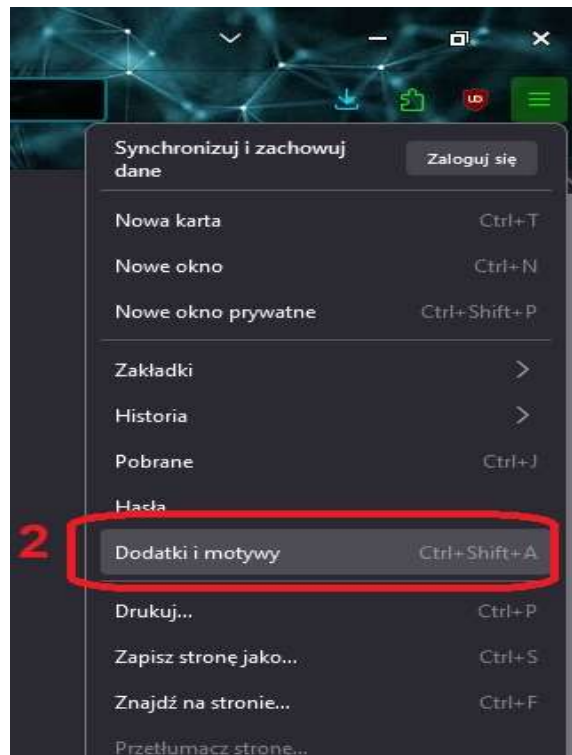 Synchronizuj i zachowuj
dane
Zaloguj się
Nowa karta Ctrl+T
Nowe okno Ctrl+N
Nowe okno prywatne Ctrl+Shift+P
Zakładki
Historia
Pobrane Ctrl+J
Hasła
2
Dodatki i motywy Ctrl+Shift+A
Drukuj... Ctrl+P
Zapisz stronę jako... Ctrl+S
Znajdź na stronie... Ctrl+F
Przetłumacz stronę...